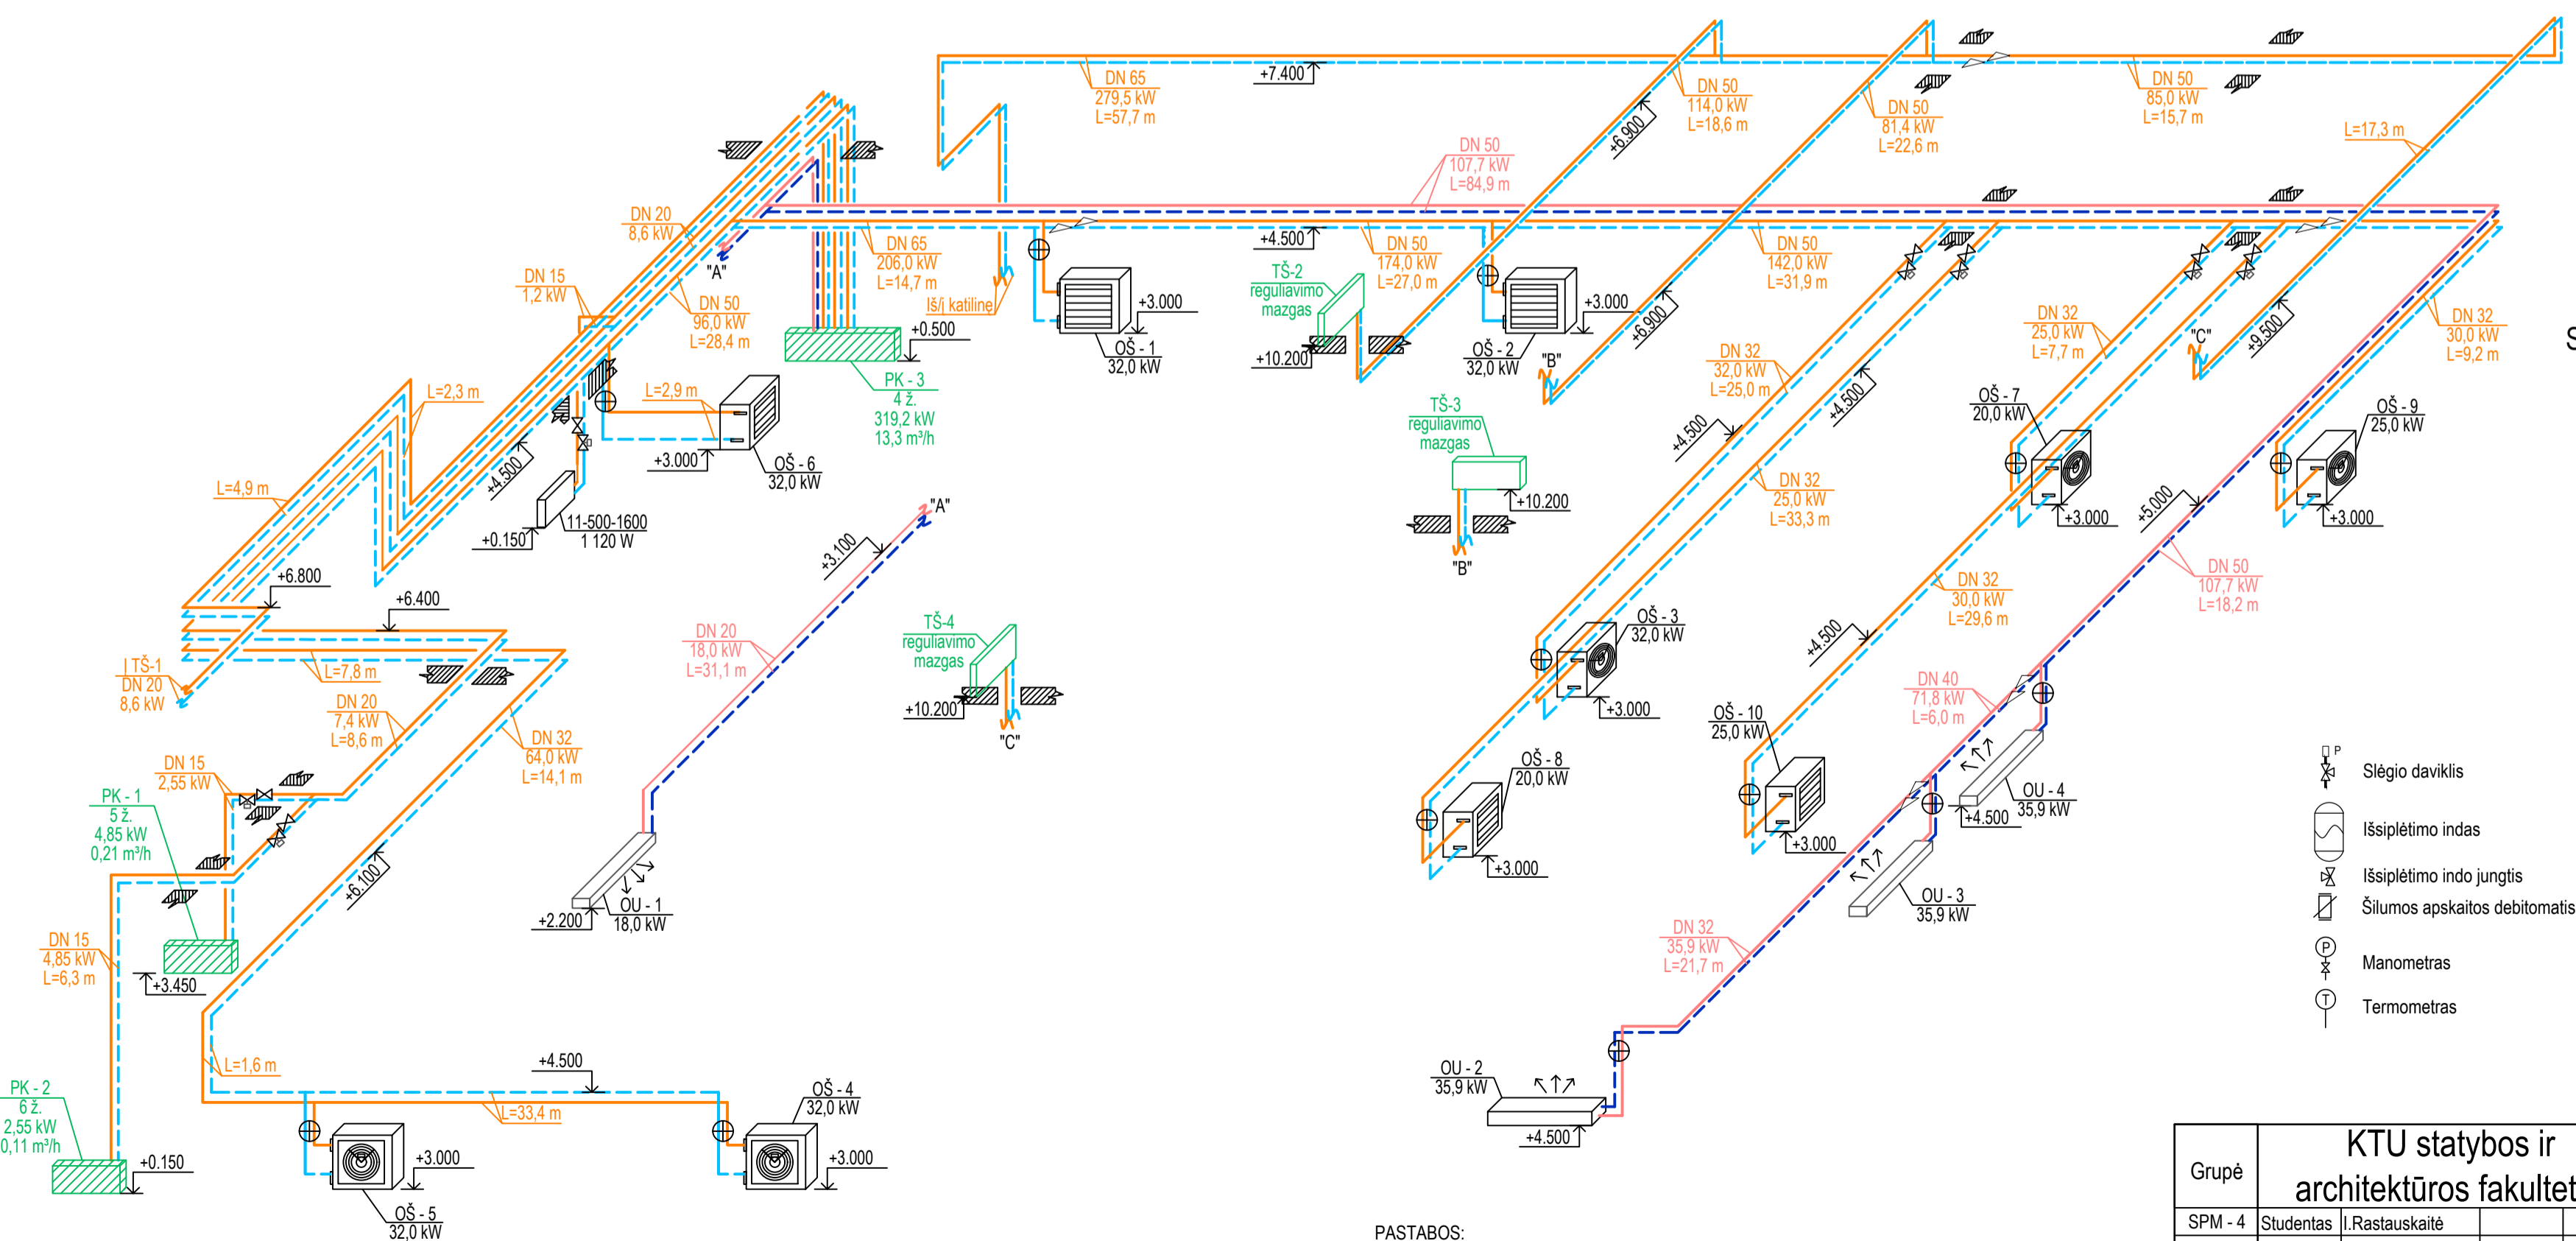 DN 65
279,5 kW
L=57,7 m
+7.400
DN 50
114,0 kW
L=18,6 m
DN 50
81,4 kW
L=22,6 m
DN 50
85,0 kW
L=15,7 m
L=17,3 m
+6.900
DN 50
107,7 kW
L=84,9 m
DN 20
8,6 kW
"A"
DN 65
206,0 kW
L=14,7 m
+4.500
DN 50
174,0 kW
L=27,0 m
DN 50
142,0 kW
L=31,9 m
DN 15
1,2 kW
DN 50
96,0 kW
L=28,4 m
Iš/į katilinę
+3.000
OŠ - 1
32,0 kW
TŠ-2
reguliavimo
mazgas
+10.200
+3.000
OŠ - 2
32,0 kW
"B"
+6.900
+0.500
PK - 3
4 ž.
319,2 kW
13,3 m³/h
DN 32
25,0 kW
L=7,7 m
"C"
+9.500
DN 32
30,0 kW
L=9,2 m
S
DN 32
32,0 kW
L=25,0 m
+4.500
+4.500
L=2,3 m
L=2,9 m
+3.000
OŠ - 6
32,0 kW
TŠ-3
reguliavimo
mazgas
+10.200
"B"
OŠ - 7
20,0 kW
+3.000
OŠ - 9
25,0 kW
+3.000
L=4,9 m
+4.500
+0.150
11-500-1600
1 120 W
"A"
+3.100
DN 32
25,0 kW
L=33,3 m
+5.000
DN 50
107,7 kW
L=18,2 m
+6.800
+6.400
DN 32
30,0 kW
L=29,6 m
+4.500
Į TŠ-1
DN 20
8,6 kW
L=7,8 m
DN 20
7,4 kW
L=8,6 m
DN 20
18,0 kW
L=31,1 m
TŠ-4
reguliavimo
mazgas
+10.200
"C"
OŠ - 3
32,0 kW
+3.000
DN 40
71,8 kW
L=6,0 m
OŠ - 10
25,0 kW
+3.000
DN 32
64,0 kW
L=14,1 m
DN 15
2,55 kW
PK - 1
5 ž.
4,85 kW
0,21 m³/h
+6.100
OŠ - 8
20,0 kW
+3.000
OU - 4
35,9 kW
+4.500
OU - 3
35,9 kW
P
Slėgio daviklis
Išsiplėtimo indas
Išsiplėtimo indo jungtis
Šilumos apskaitos debitomatis
P
Manometras
T
Termometras
+2.200
OU - 1
18,0 kW
DN 15
4,85 kW
L=6,3 m
+3.450
DN 32
35,9 kW
L=21,7 m
L=1,6 m
+4.500
OU - 2
35,9 kW
+4.500
PK - 2
6 ž.
2,55 kW
0,11 m³/h
+0.150
L=33,4 m
OŠ - 4
32,0 kW
+3.000
+3.000
OŠ - 5
32,0 kW
PASTABOS:
Grupė
KTU statybos ir
architektūros fakultet
SPM - 4 Studentas I.Rastauskaitė